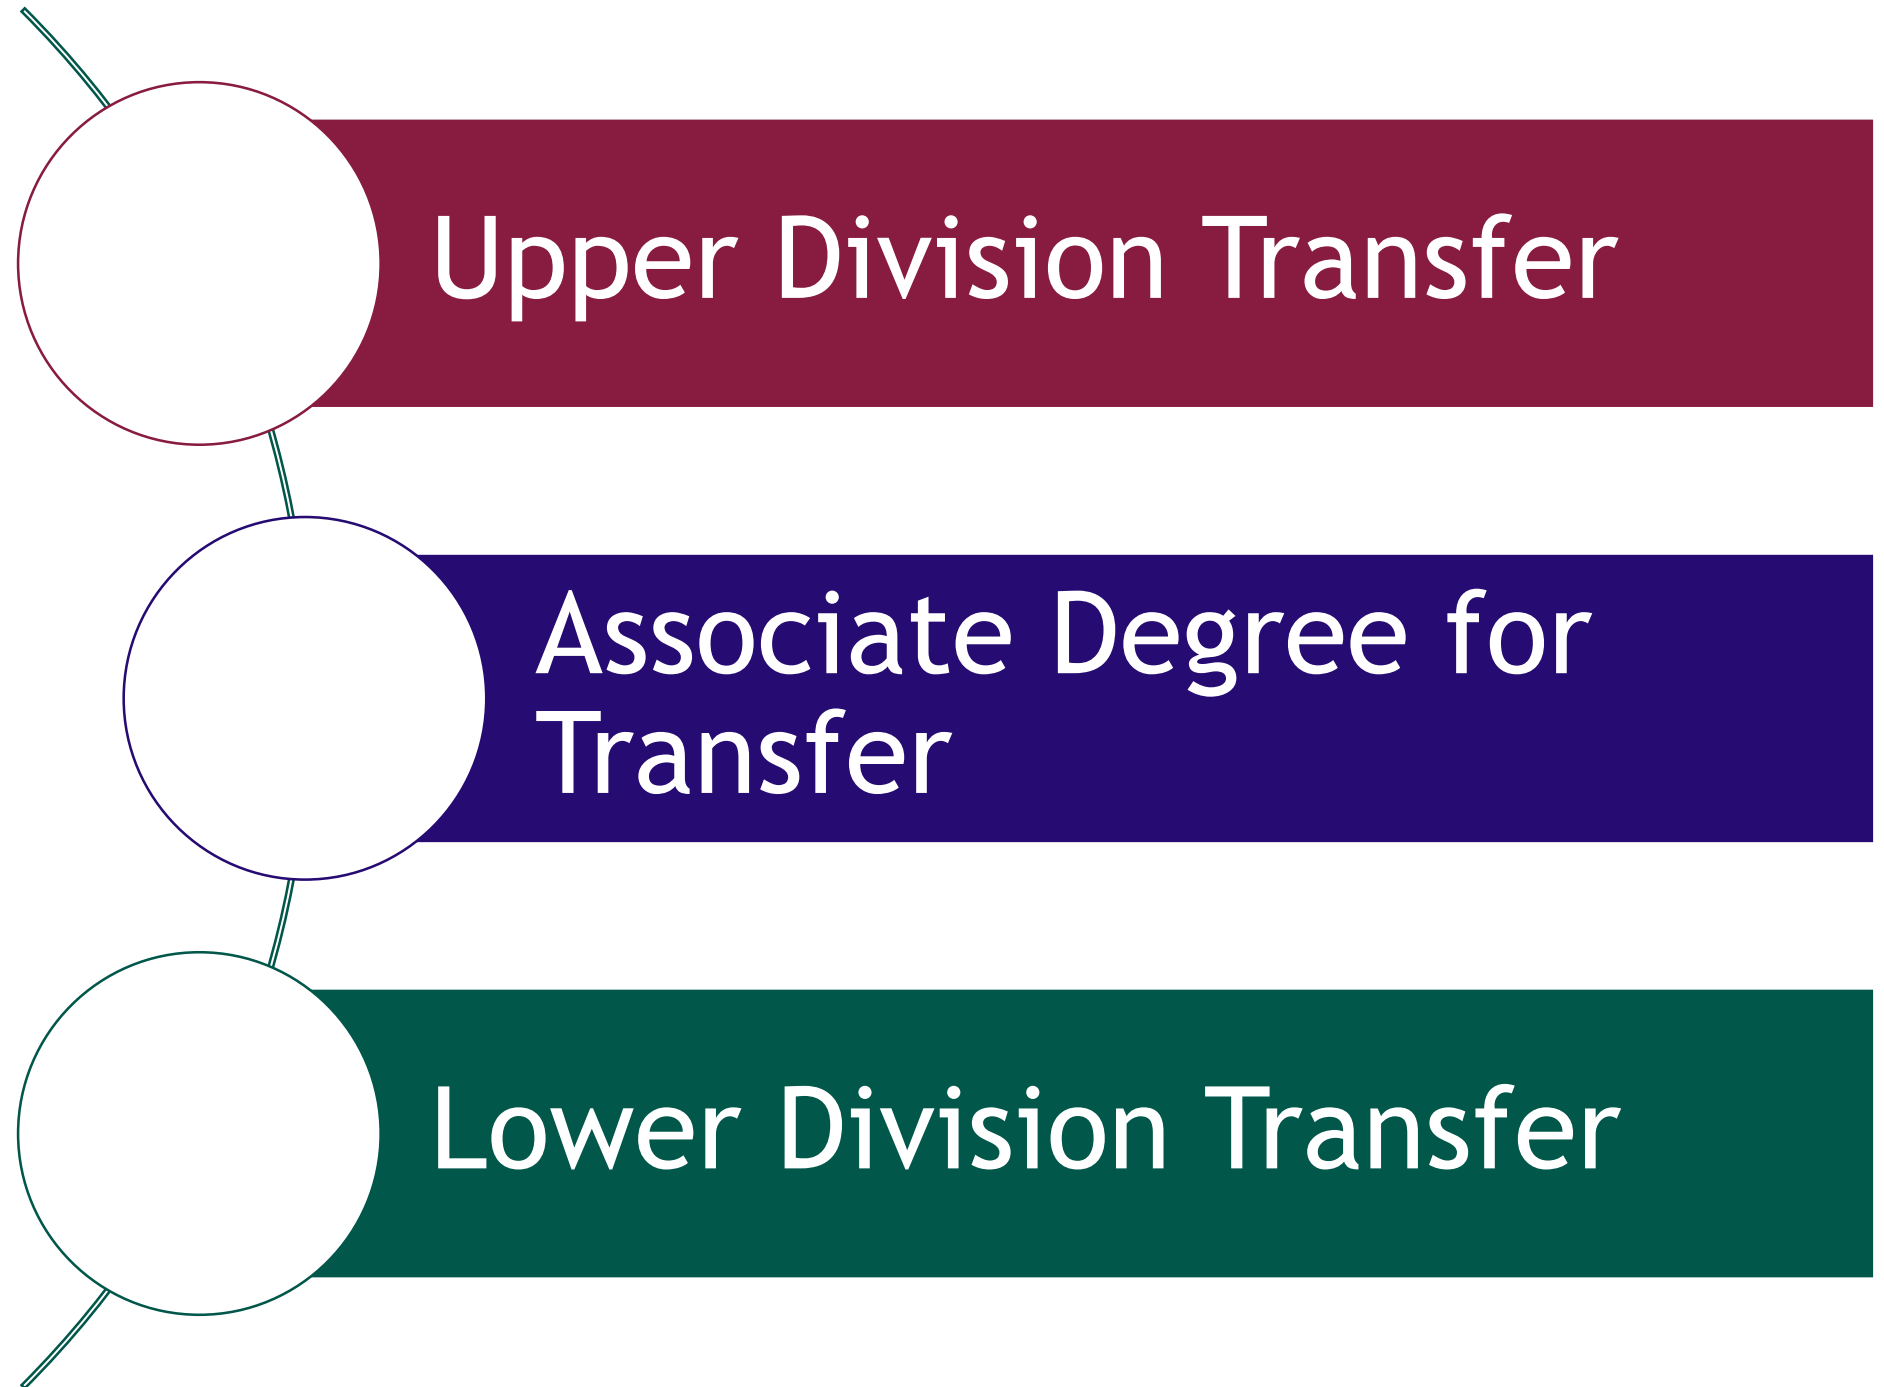 Upper Division Transfer
Associate Degree for
Transfer
Lower Division Transfer